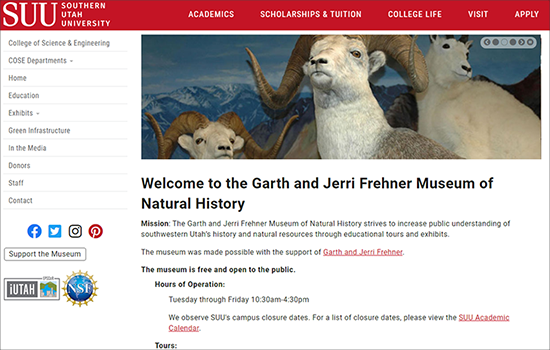 SUU SOUTHERN
UTAH
UNIVERSITY
ACADEMICS SCHOLARSHIPS & TUITION COLLEGE LIFE VISIT APPLY
College of Science & Engineering
COSE Departments
Home
Education
Exhibits
Green Infrastructure
In the Media
Donors
Staff
Contact
Support the Museum
iUTAH EPSCoR
NSF
Welcome to the Garth and Jerri Frehner Museum of
Natural History
Mission: The Garth and Jerri Frehner Museum of Natural History strives to increase public understanding of
southwestern Utah's history and natural resources through educational tours and exhibits.
The museum was made possible with the support of Garth and Jerri Frehner.
The museum is free and open to the public.
Hours of Operation:
Tuesday through Friday 10:30am-4:30pm
We observe SUU's campus closure dates. For a list of closure dates, please view the SUU Academic
Calendar.
Tours: